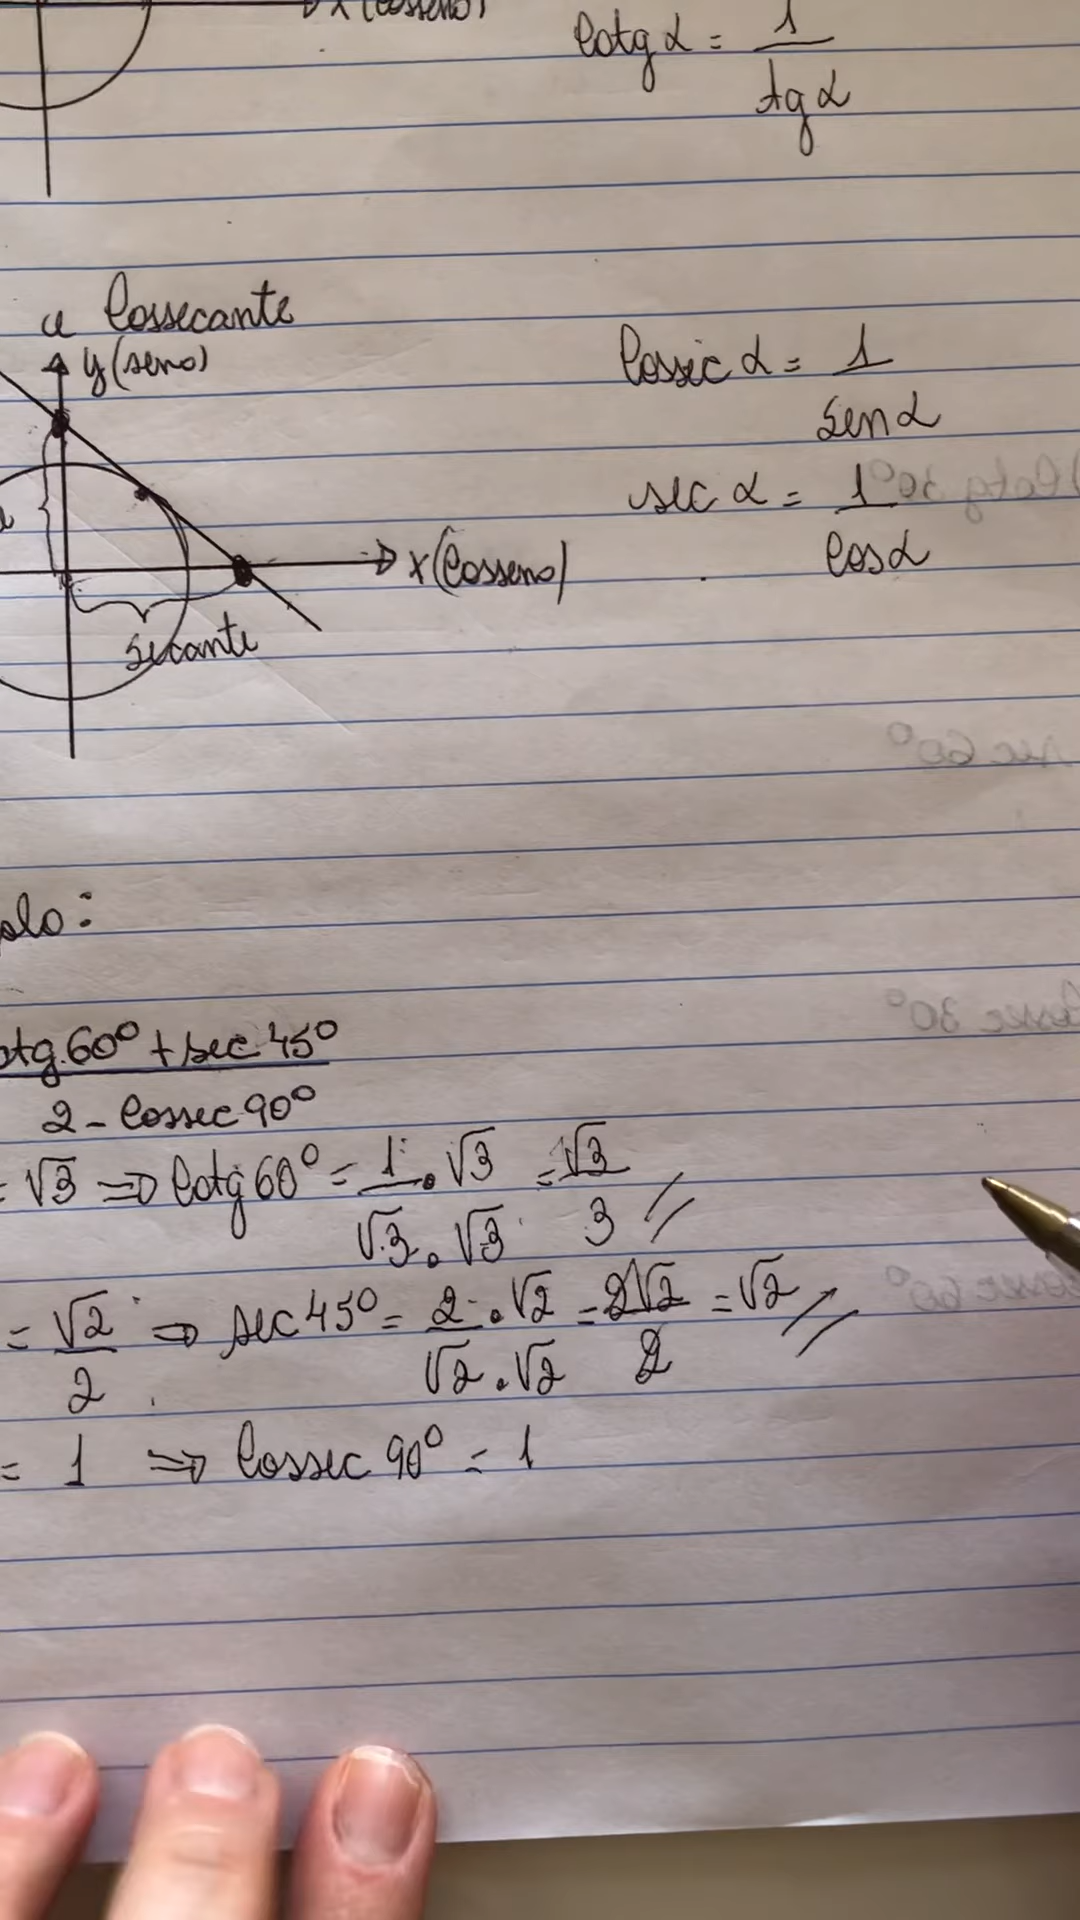 x (cosseno)
cotg α = 1
tg α
e Cossecante
y (seno)
Cossec α = 1
sen α
sec α = 1
cos α
x (cosseno)
secante
plo:
otg 60° + sec 45°
2 - cossec 90°
= √3 ⇒ cotg 60° = 1 . √3 = √3
√3 . √3 3 //
= √2 ⇒ sec 45° = 2 . √2 = 2√2 = √2 //
2 √2 . √2 2
= 1 ⇒ cossec 90° = 1